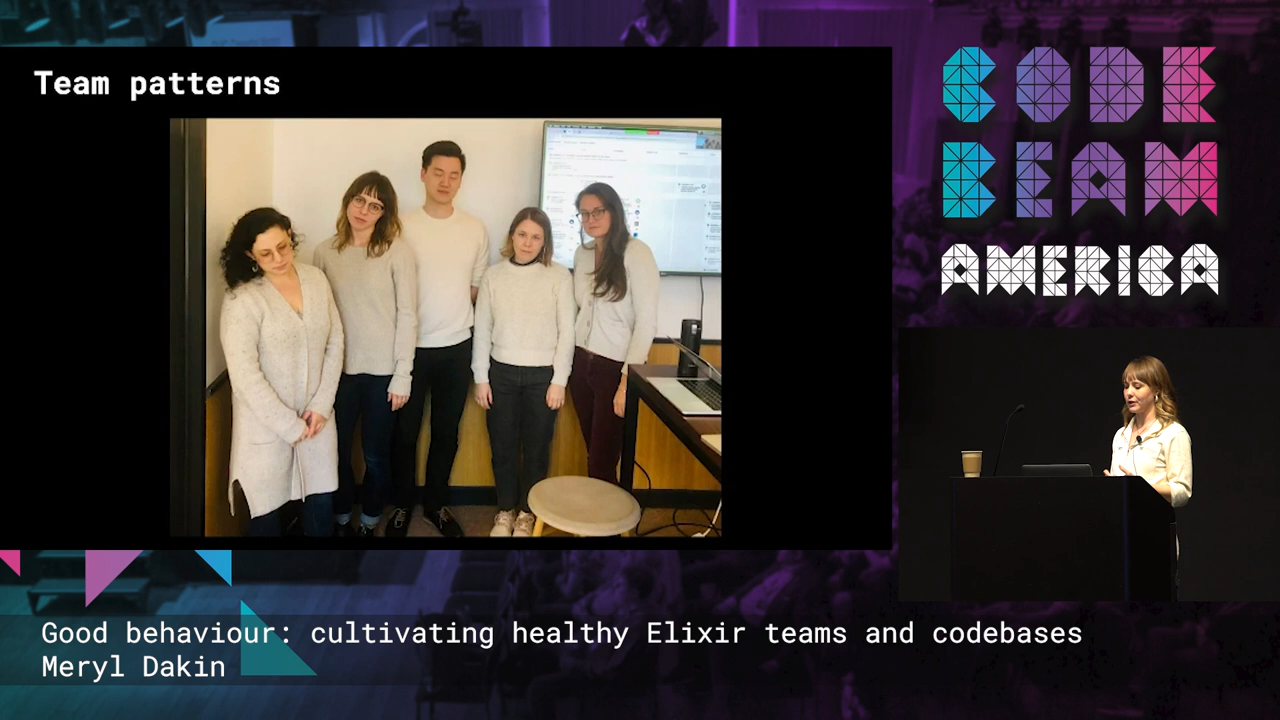 Team patterns
CODE
BEAM
AMERICA
Good behaviour: cultivating healthy Elixir teams and codebases
Meryl Dakin